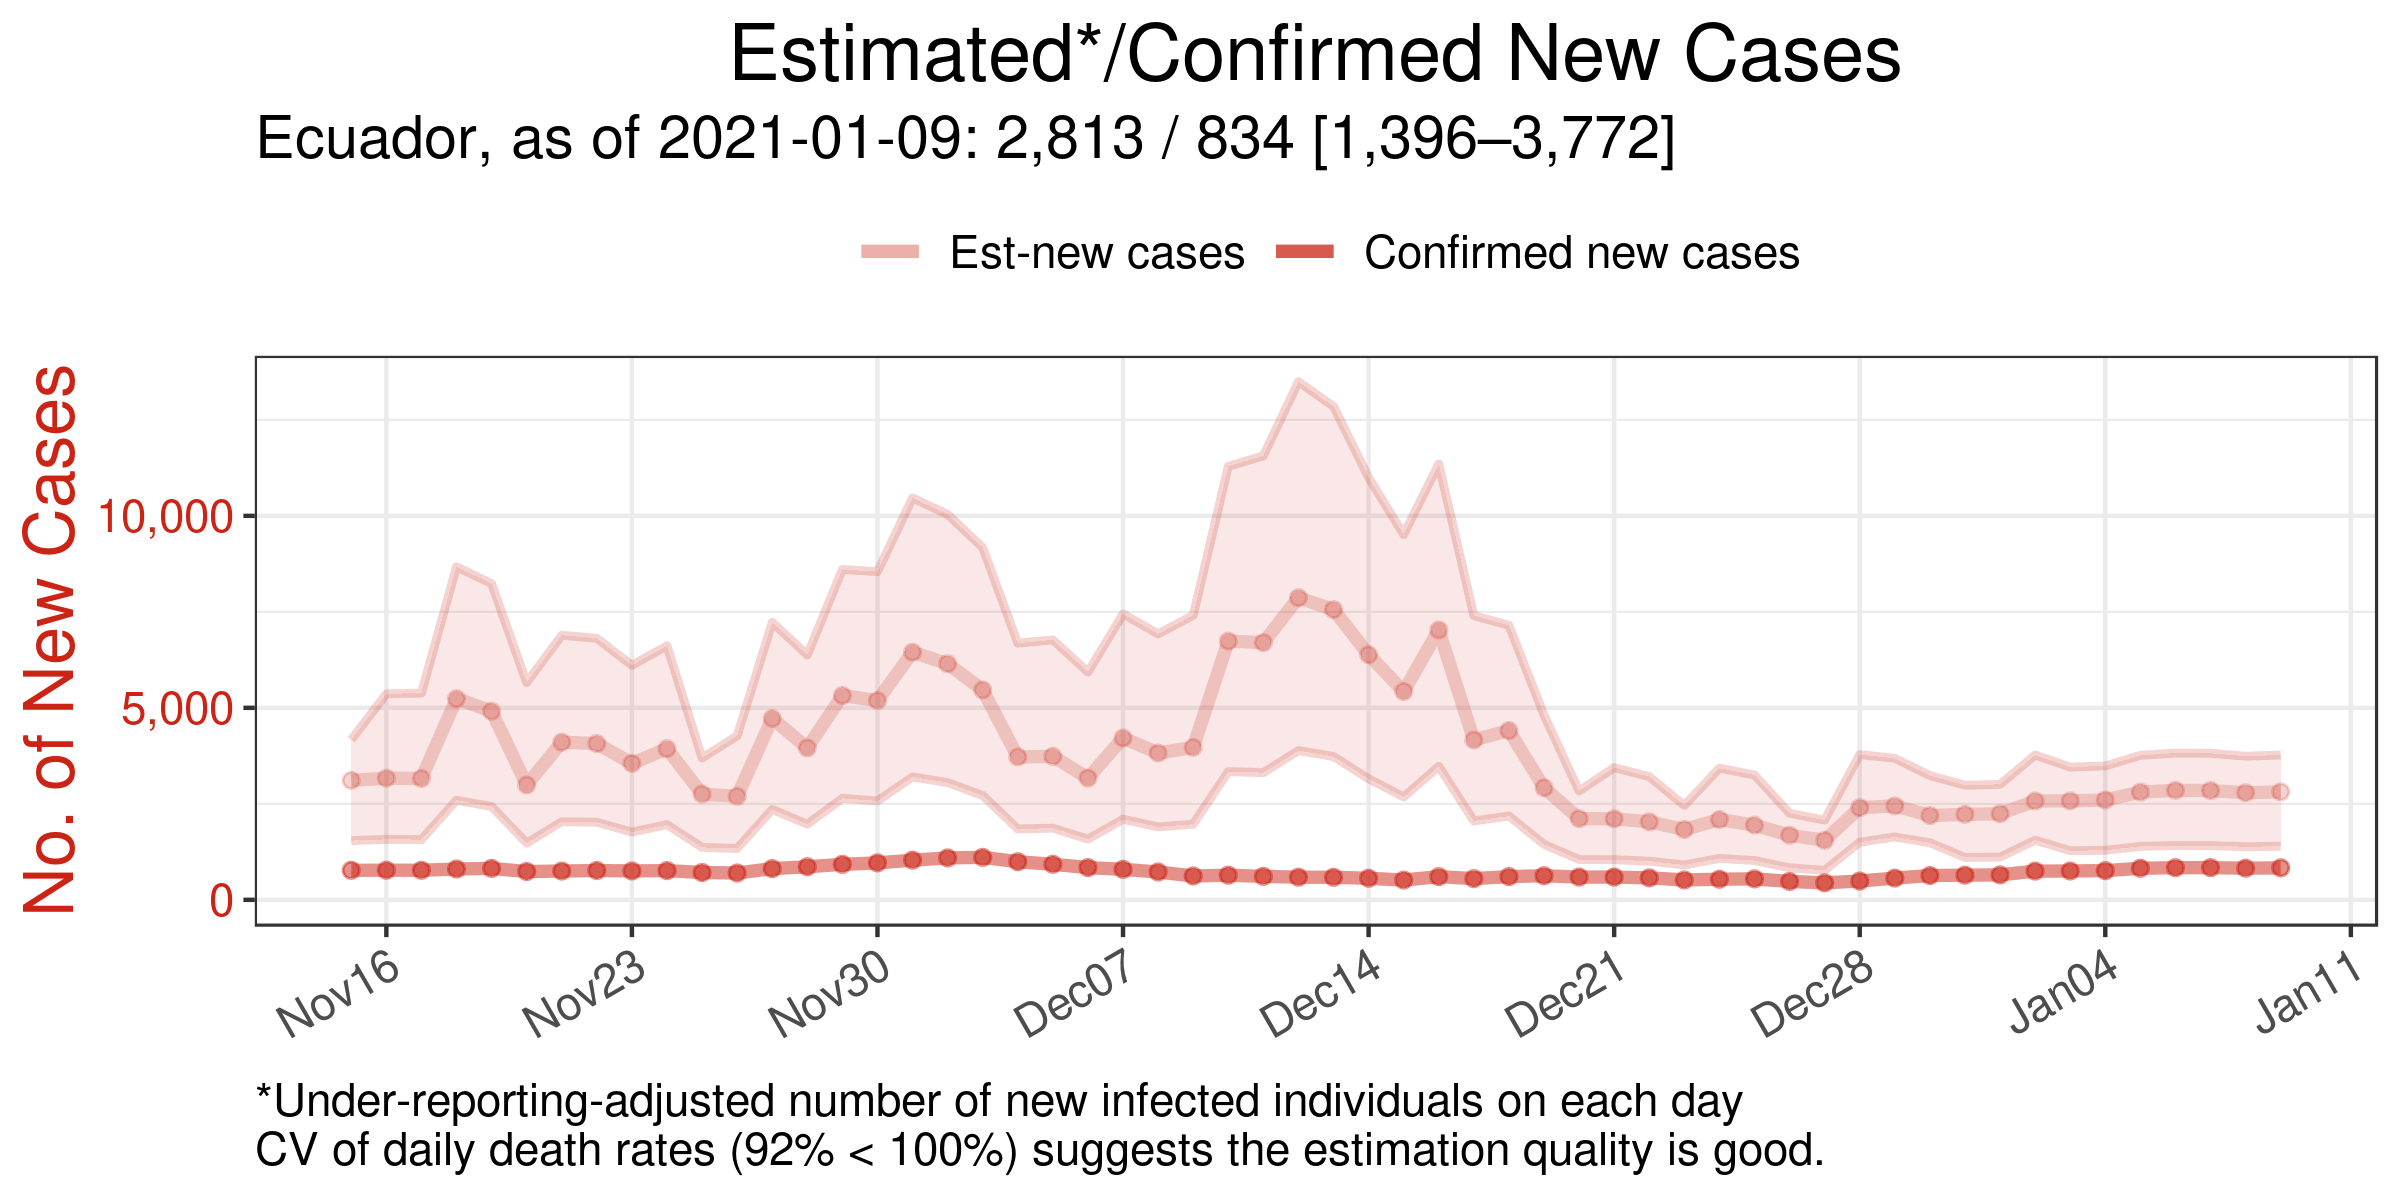 Estimated*/Confirmed New Cases
Ecuador, as of 2021-01-09: 2,813 / 834 [1,396–3,772]
Est-new cases Confirmed new cases
No. of New Cases
10,000
5,000
0
Nov16 Nov23 Nov30 Dec07 Dec14 Dec21 Dec28 Jan04 Jan11
*Under-reporting-adjusted number of new infected individuals on each day
CV of daily death rates (92% < 100%) suggests the estimation quality is good.